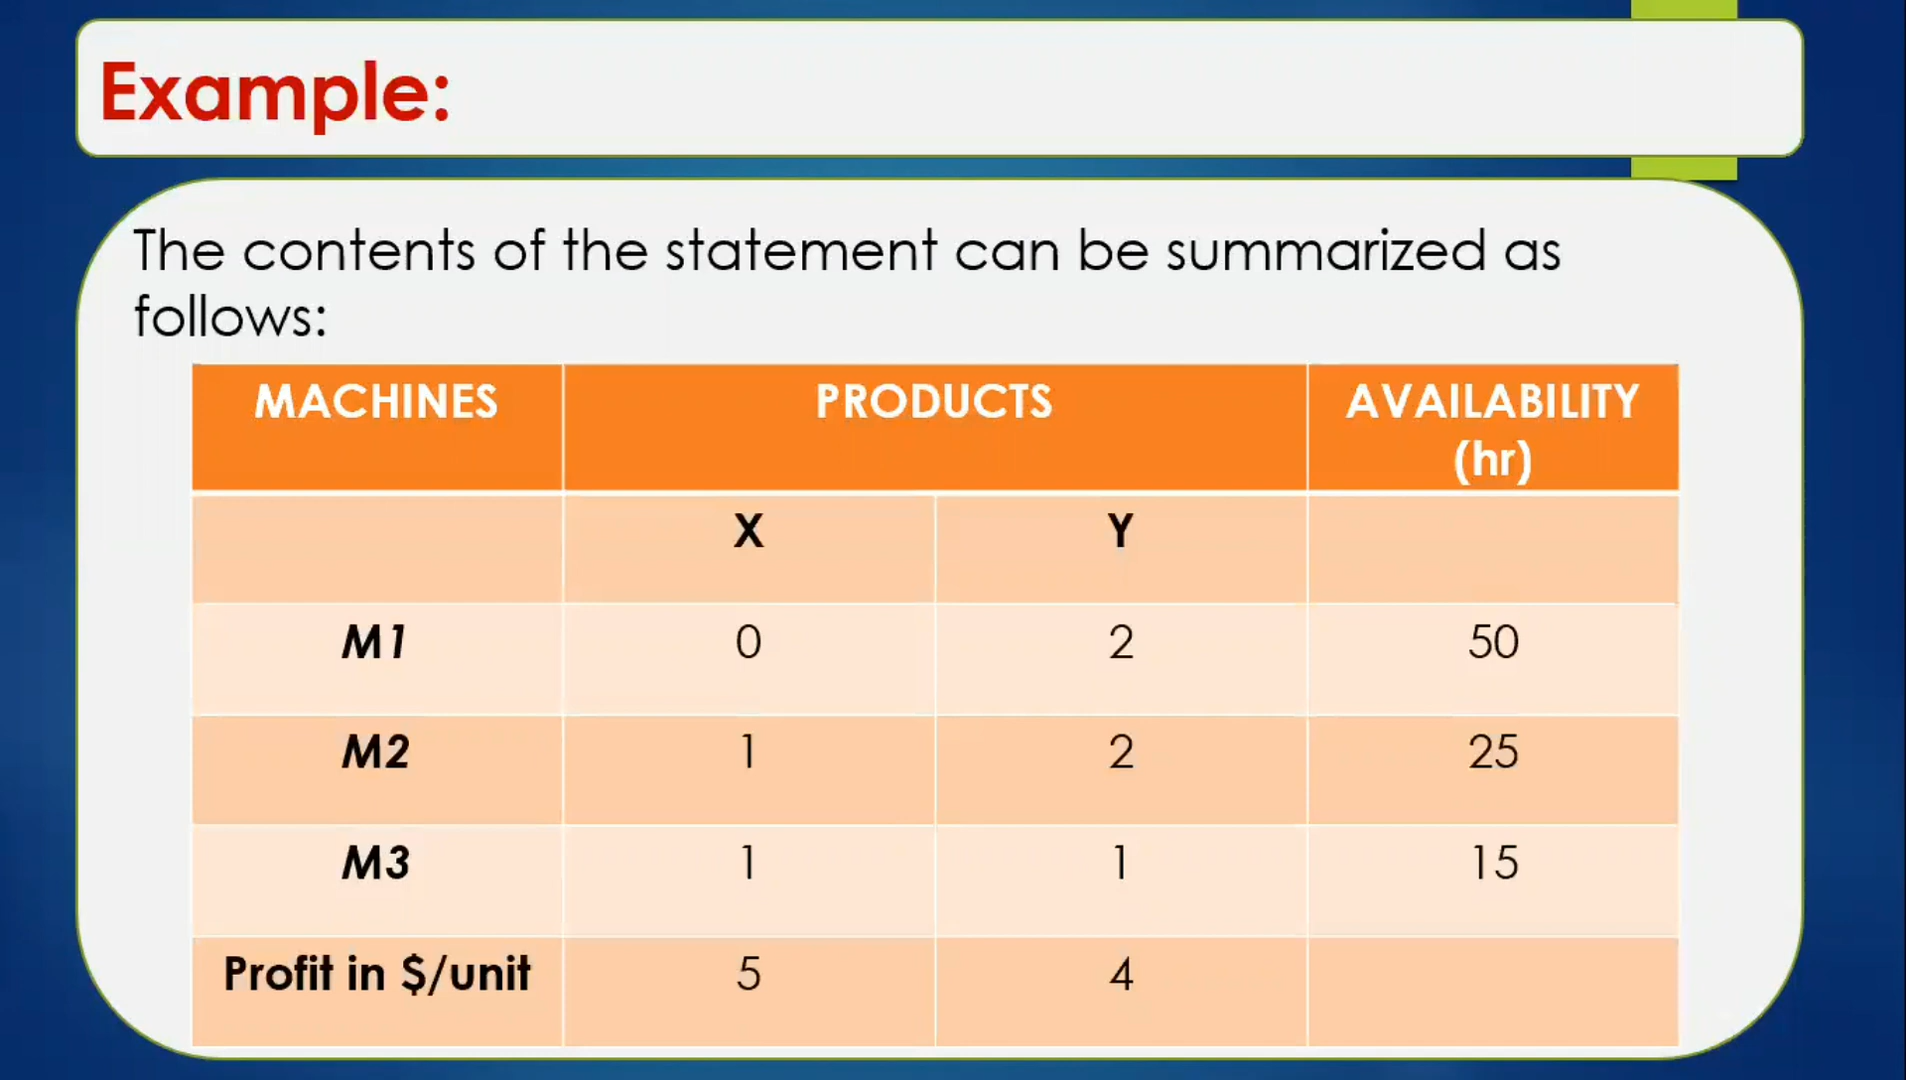 Example:
The contents of the statement can be summarized as
follows:
MACHINES PRODUCTS AVAILABILITY
(hr)
X Y
M1 0 2 50
M2 1 2 25
M3 1 1 15
Profit in $/unit 5 4